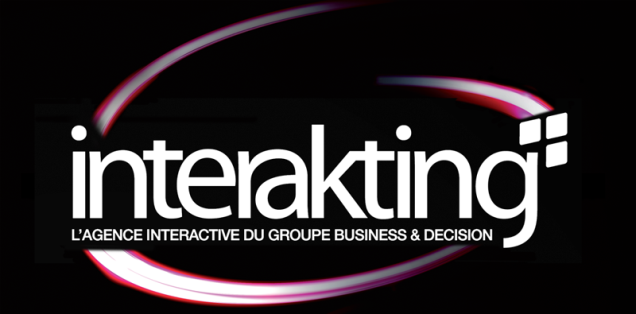 interakting
L'AGENCE INTERACTIVE DU GROUPE BUSINESS & DECISION